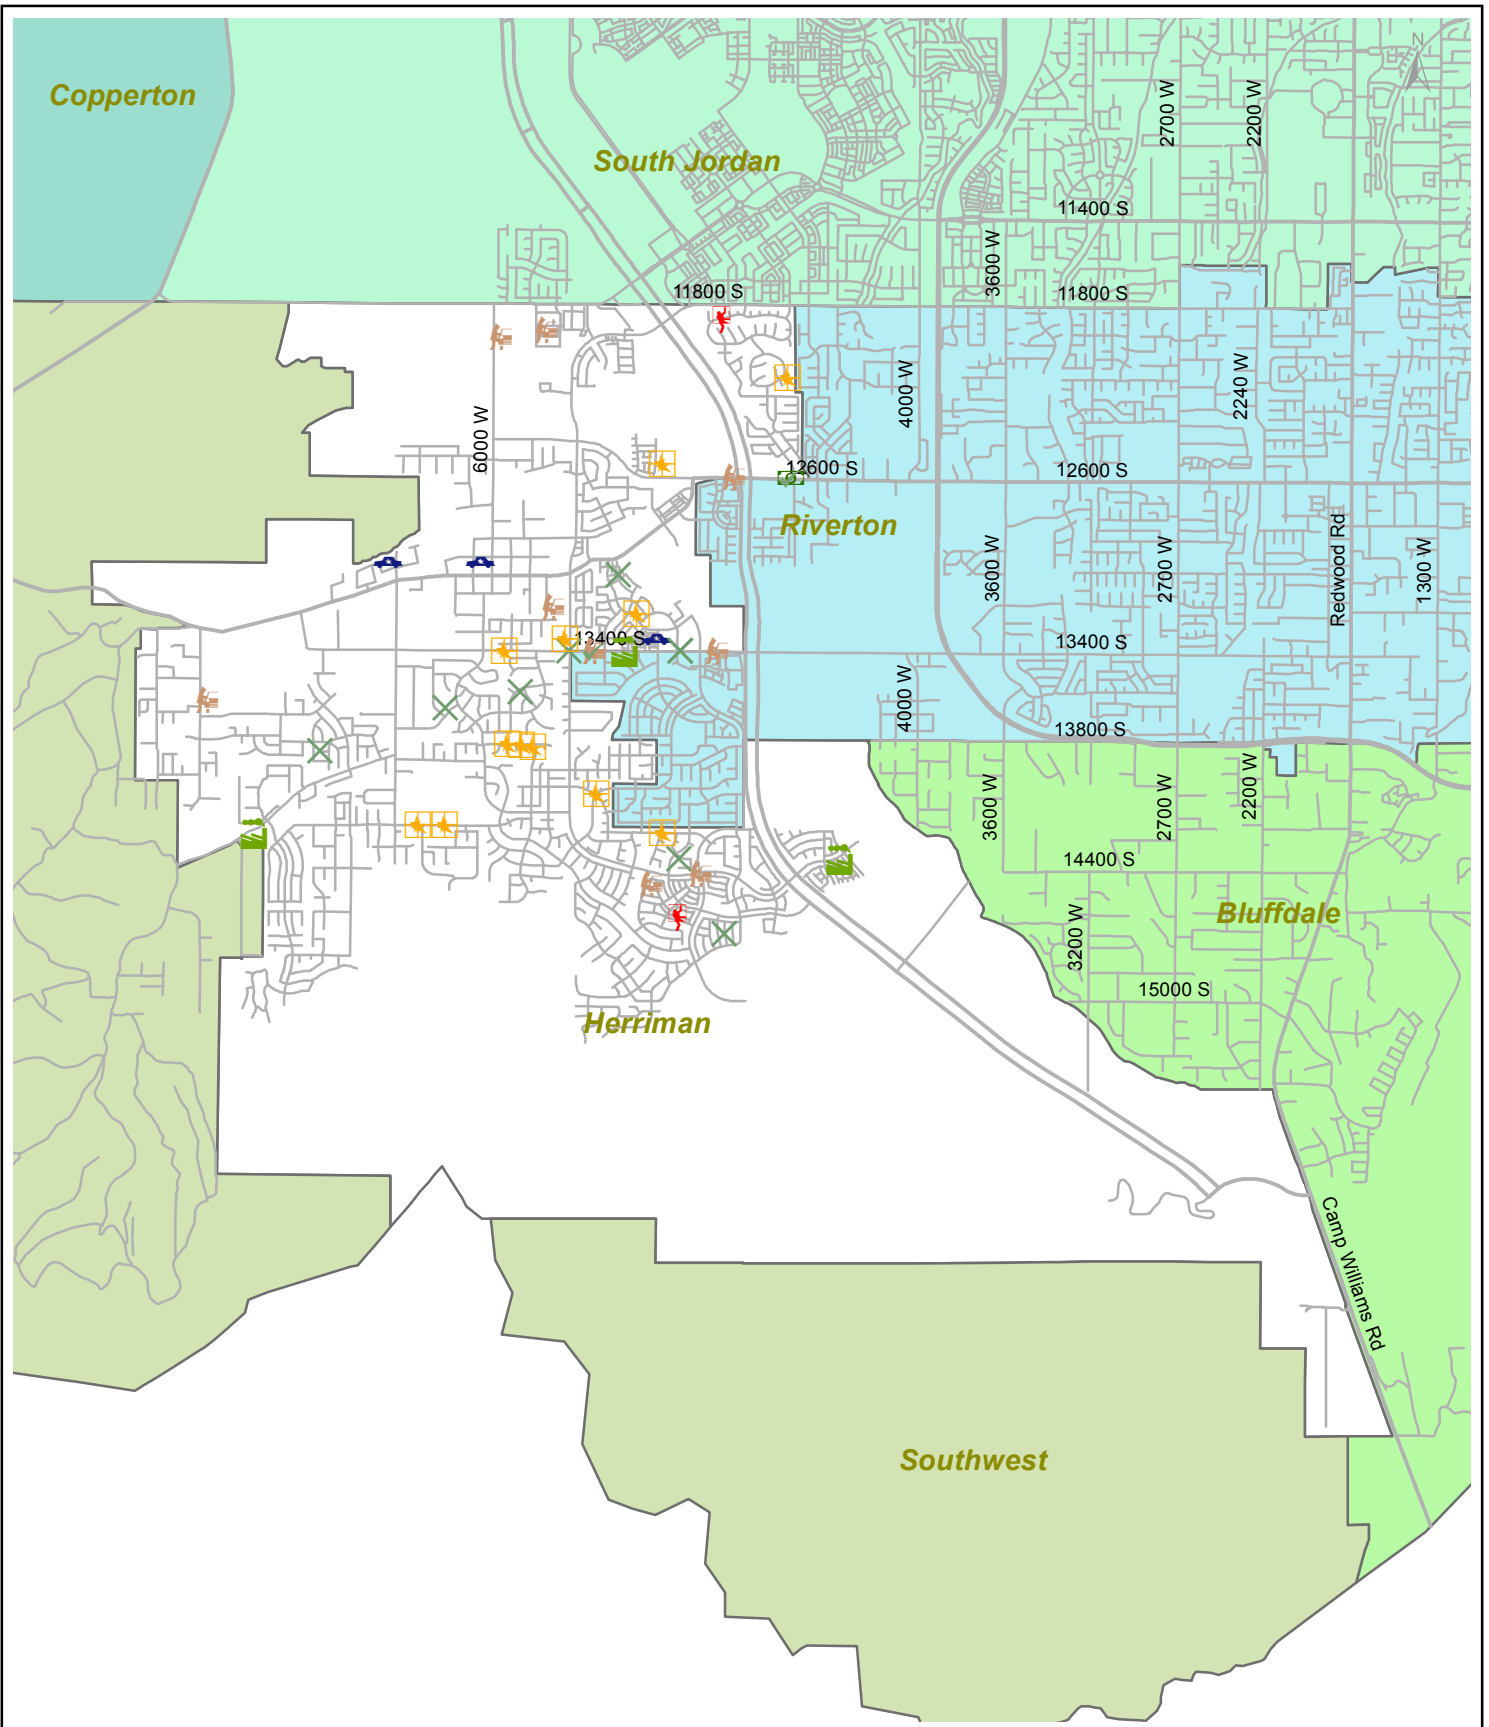 N
Copperton
2700 W
2200 W
South Jordan
11400 S
3600 W
11800 S
11800 S
4000 W
2240 W
6000 W
12600 S
12600 S
Riverton
Redwood Rd
3600 W
2700 W
1300 W
13400 S
13400 S
4000 W
13800 S
3600 W
2700 W
2200 W
14400 S
Bluffdale
3200 W
15000 S
Herriman
Camp Williams Rd
Southwest